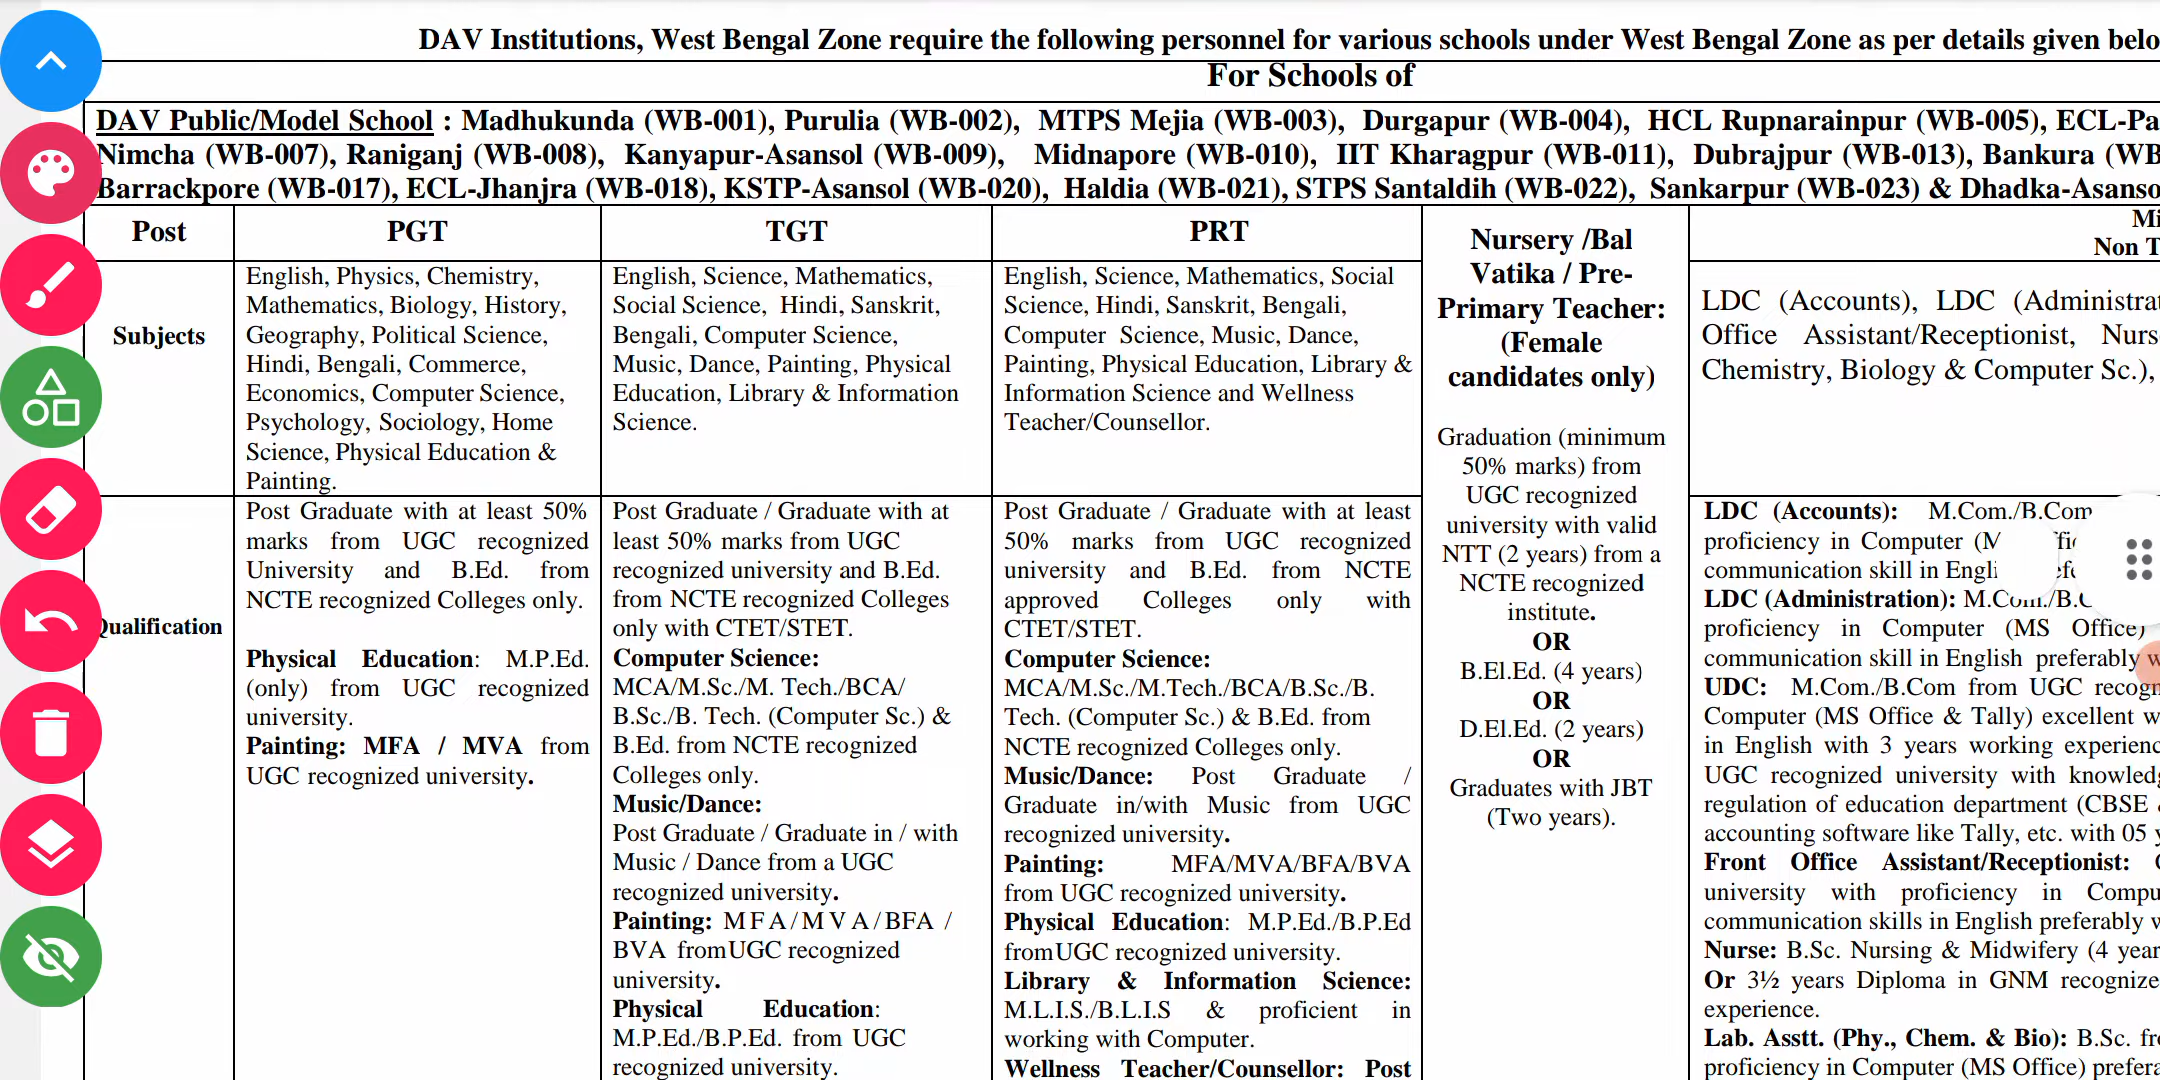 DAV Institutions, West Bengal Zone require the following personnel for various schools under West Bengal Zone as per details given belo
For Schools of
DAV Public/Model School : Madhukunda (WB-001), Purulia (WB-002), MTPS Mejia (WB-003), Durgapur (WB-004), HCL Rupnarainpur (WB-005), ECL-Pa
Nimcha (WB-007), Raniganj (WB-008), Kanyapur-Asansol (WB-009), Midnapore (WB-010), IIT Kharagpur (WB-011), Dubrajpur (WB-013), Bankura (WB
Barrackpore (WB-017), ECL-Jhanjra (WB-018), KSTP-Asansol (WB-020), Haldia (WB-021), STPS Santaldih (WB-022), Sankarpur (WB-023) & Dhadka-Asanso
Post
PGT
TGT
PRT
Nursery /Bal
Vatika / Pre-
Primary Teacher:
(Female
candidates only)
Mi
Non T
Subjects
English, Physics, Chemistry,
Mathematics, Biology, History,
Geography, Political Science,
Hindi, Bengali, Commerce,
Economics, Computer Science,
Psychology, Sociology, Home
Science, Physical Education &
Painting.
English, Science, Mathematics,
Social Science, Hindi, Sanskrit,
Bengali, Computer Science,
Music, Dance, Painting, Physical
Education, Library & Information
Science.
English, Science, Mathematics, Social
Science, Hindi, Sanskrit, Bengali,
Computer Science, Music, Dance,
Painting, Physical Education, Library &
Information Science and Wellness
Teacher/Counsellor.
Graduation (minimum
50% marks) from
UGC recognized
university with valid
NTT (2 years) from a
NCTE recognized
institute.
OR
B.El.Ed. (4 years)
OR
D.El.Ed. (2 years)
OR
Graduates with JBT
(Two years).
LDC (Accounts), LDC (Administrat
Office Assistant/Receptionist, Nurs
Chemistry, Biology & Computer Sc.),
Qualification
Post Graduate with at least 50%
marks from UGC recognized
University and B.Ed. from
NCTE recognized Colleges only.
Physical Education: M.P.Ed.
(only) from UGC recognized
university.
Painting: MFA / MVA from
UGC recognized university.
Post Graduate / Graduate with at
least 50% marks from UGC
recognized university and B.Ed.
from NCTE recognized Colleges
only with CTET/STET.
Computer Science:
MCA/M.Sc./M. Tech./BCA/
B.Sc./B. Tech. (Computer Sc.) &
B.Ed. from NCTE recognized
Colleges only.
Music/Dance:
Post Graduate / Graduate in / with
Music / Dance from a UGC
recognized university.
Painting: MFA/MVA/BFA /
BVA fromUGC recognized
university.
Physical Education:
M.P.Ed./B.P.Ed. from UGC
recognized university.
Post Graduate / Graduate with at least
50% marks from UGC recognized
university and B.Ed. from NCTE
approved Colleges only with
CTET/STET.
Computer Science:
MCA/M.Sc./M.Tech./BCA/B.Sc./B.
Tech. (Computer Sc.) & B.Ed. from
NCTE recognized Colleges only.
Music/Dance: Post Graduate /
Graduate in/with Music from UGC
recognized university.
Painting: MFA/MVA/BFA/BVA
from UGC recognized university.
Physical Education: M.P.Ed./B.P.Ed
fromUGC recognized university.
Library & Information Science:
M.L.I.S./B.L.I.S & proficient in
working with Computer.
Wellness Teacher/Counsellor: Post
LDC (Accounts): M.Com./B.Com
proficiency in Computer (M
communication skill in Engli
LDC (Administration): M.Com./B.C
proficiency in Computer (MS Office)
communication skill in English preferably w
UDC: M.Com./B.Com from UGC recogn
Computer (MS Office & Tally) excellent w
in English with 3 years working experienc
UGC recognized university with knowledg
regulation of education department (CBSE &
accounting software like Tally, etc. with 05 y
Front Office Assistant/Receptionist: G
university with proficiency in Compu
communication skills in English preferably w
Nurse: B.Sc. Nursing & Midwifery (4 year
Or 3½ years Diploma in GNM recognize
experience.
Lab. Asstt. (Phy., Chem. & Bio): B.Sc. fro
proficiency in Computer (MS Office) prefera